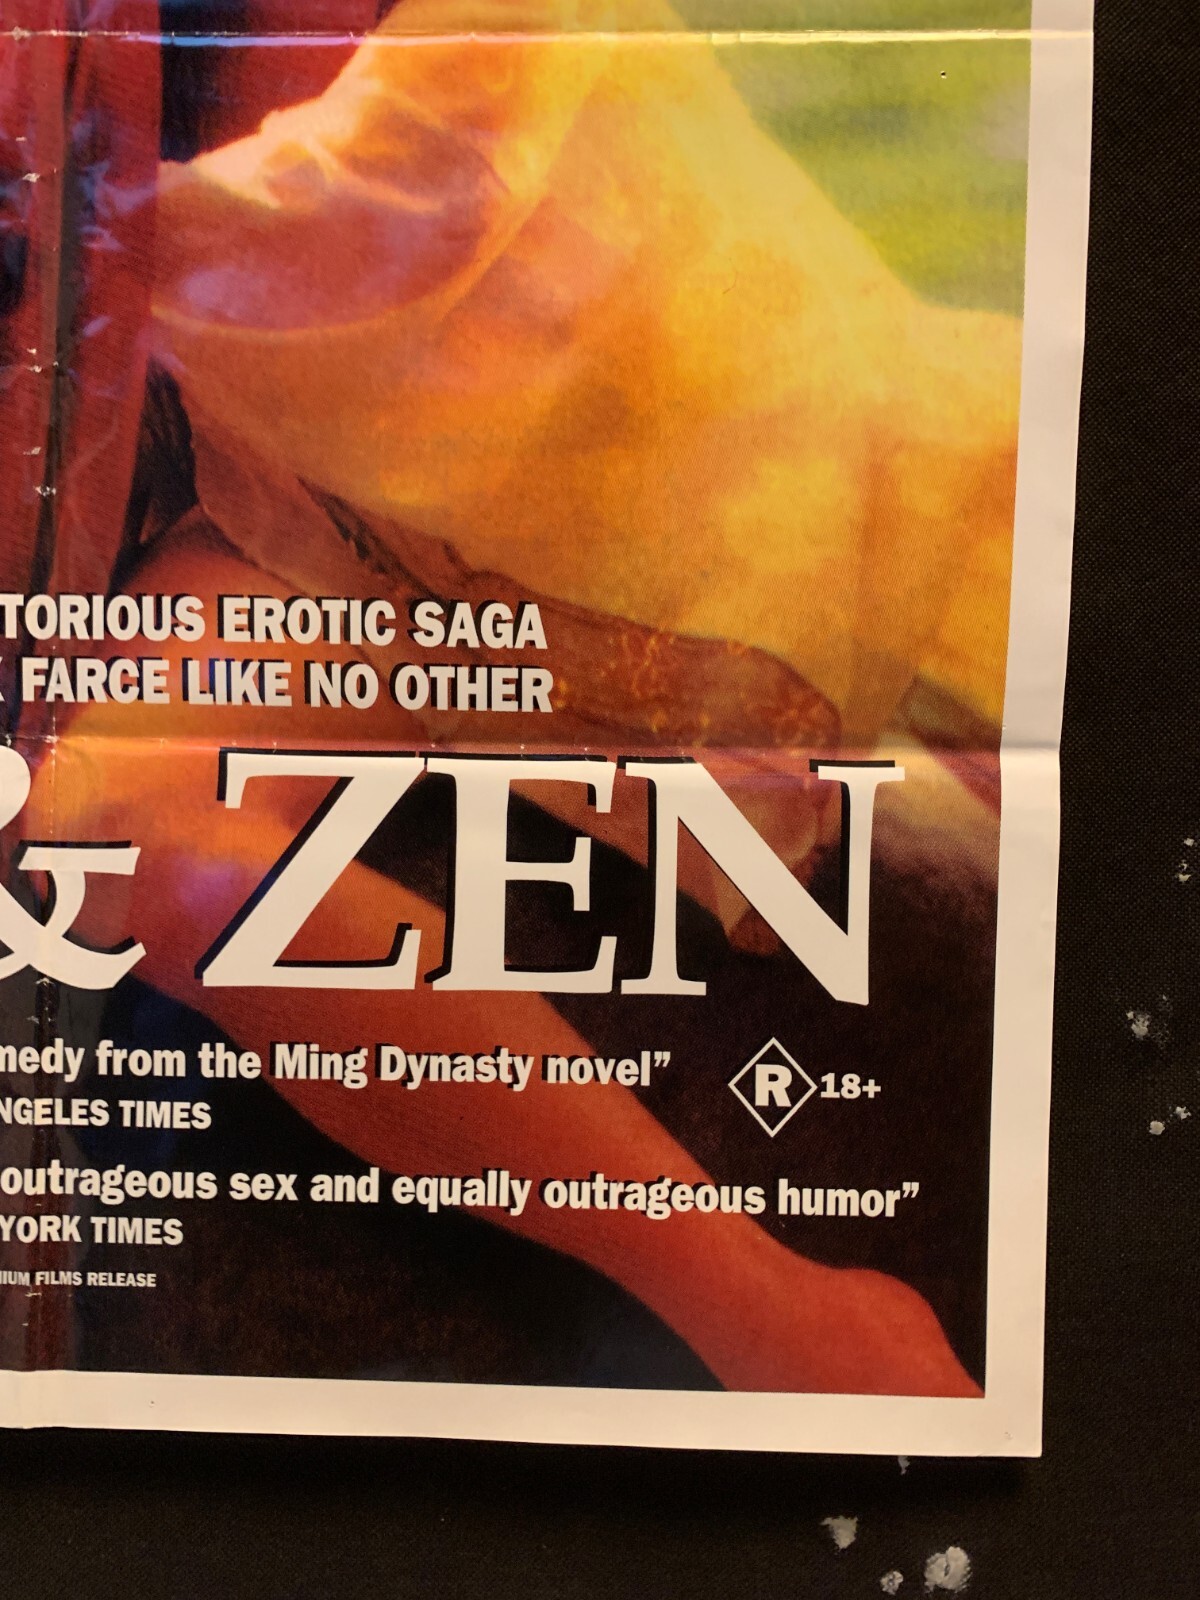 TORIOUS EROTIC SAGA
FARCE LIKE NO OTHER
& ZEN
medy from the Ming Dynasty novel”
R 18+
NGELES TIMES
outrageous sex and equally outrageous humor”
YORK TIMES
IUM FILMS RELEASE